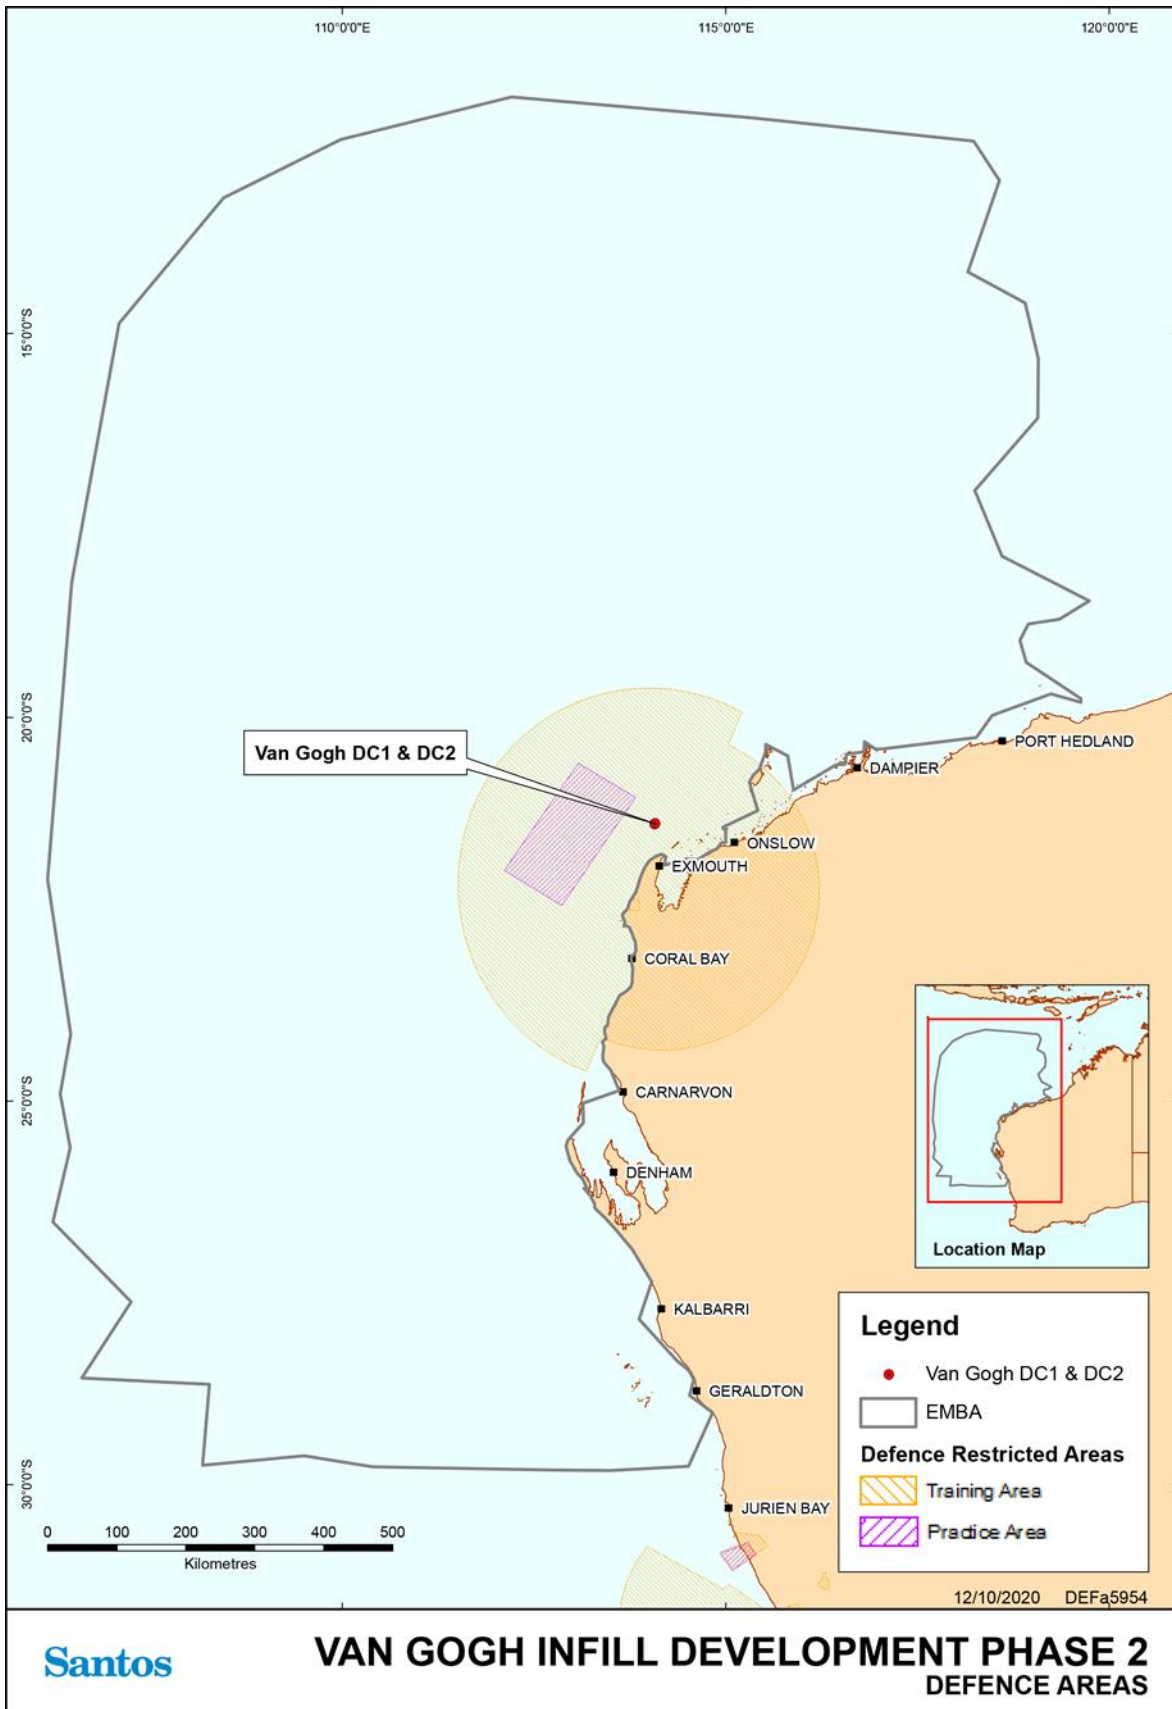 110°0'0"E
115°0'0"E
120°0'0"E
15°0'0"S
20°0'0"S
25°0'0"S
30°0'0"S
Van Gogh DC1 & DC2
PORT HEDLAND
DAMPIER
ONSLOW
EXMOUTH
CORAL BAY
CARNARVON
DENHAM
KALBARRI
GERALDTON
JURIEN BAY
Location Map
Legend
Van Gogh DC1 & DC2
EMBA
Defence Restricted Areas
Training Area
Practice Area
0 100 200 300 400 500
Kilometres
12/10/2020 DEFa5954
Santos
VAN GOGH INFILL DEVELOPMENT PHASE 2
DEFENCE AREAS